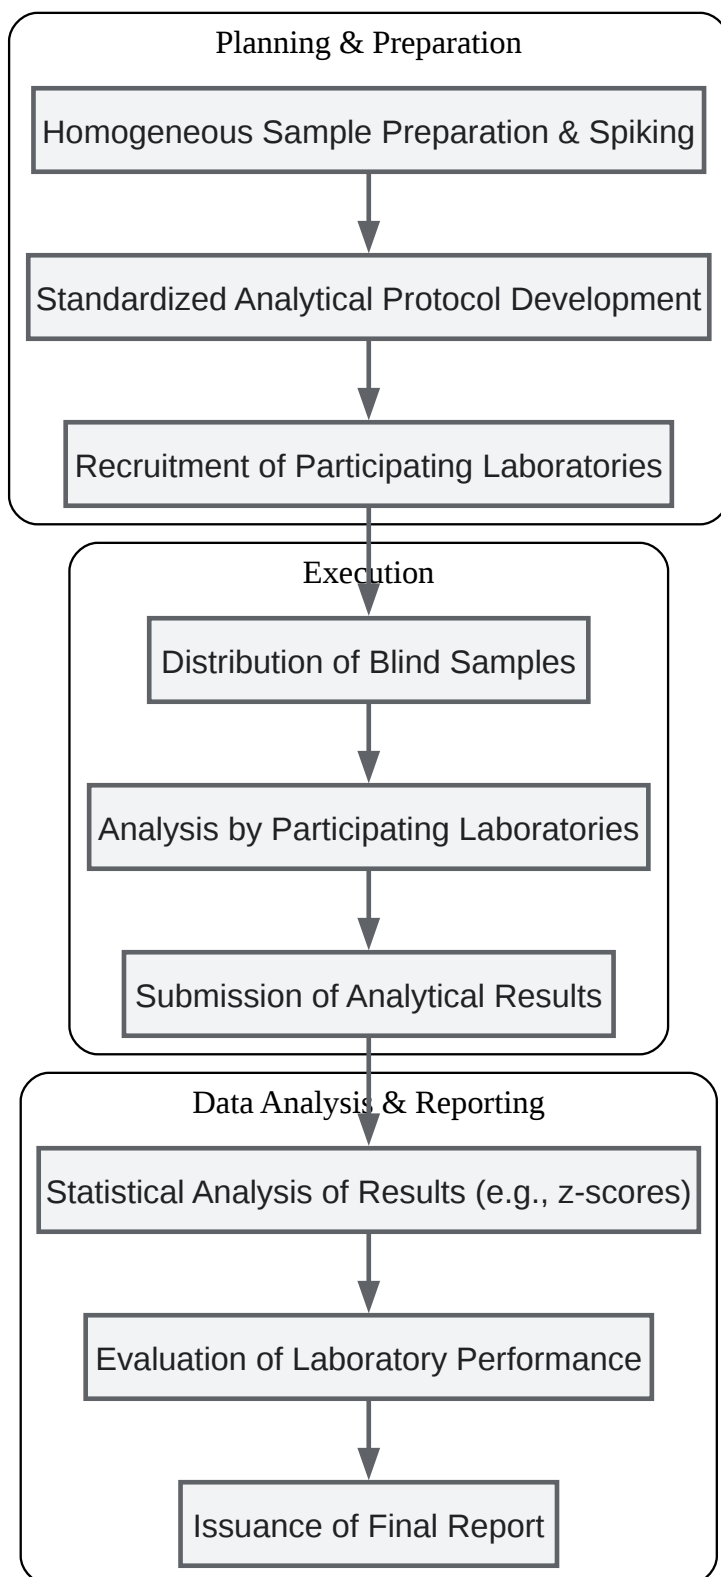 Planning & Preparation
Homogeneous Sample Preparation & Spiking
Standardized Analytical Protocol Development
Recruitment of Participating Laboratories
Execution
Distribution of Blind Samples
Analysis by Participating Laboratories
Submission of Analytical Results
Data Analysis & Reporting
Statistical Analysis of Results (e.g., z-scores)
Evaluation of Laboratory Performance
Issuance of Final Report